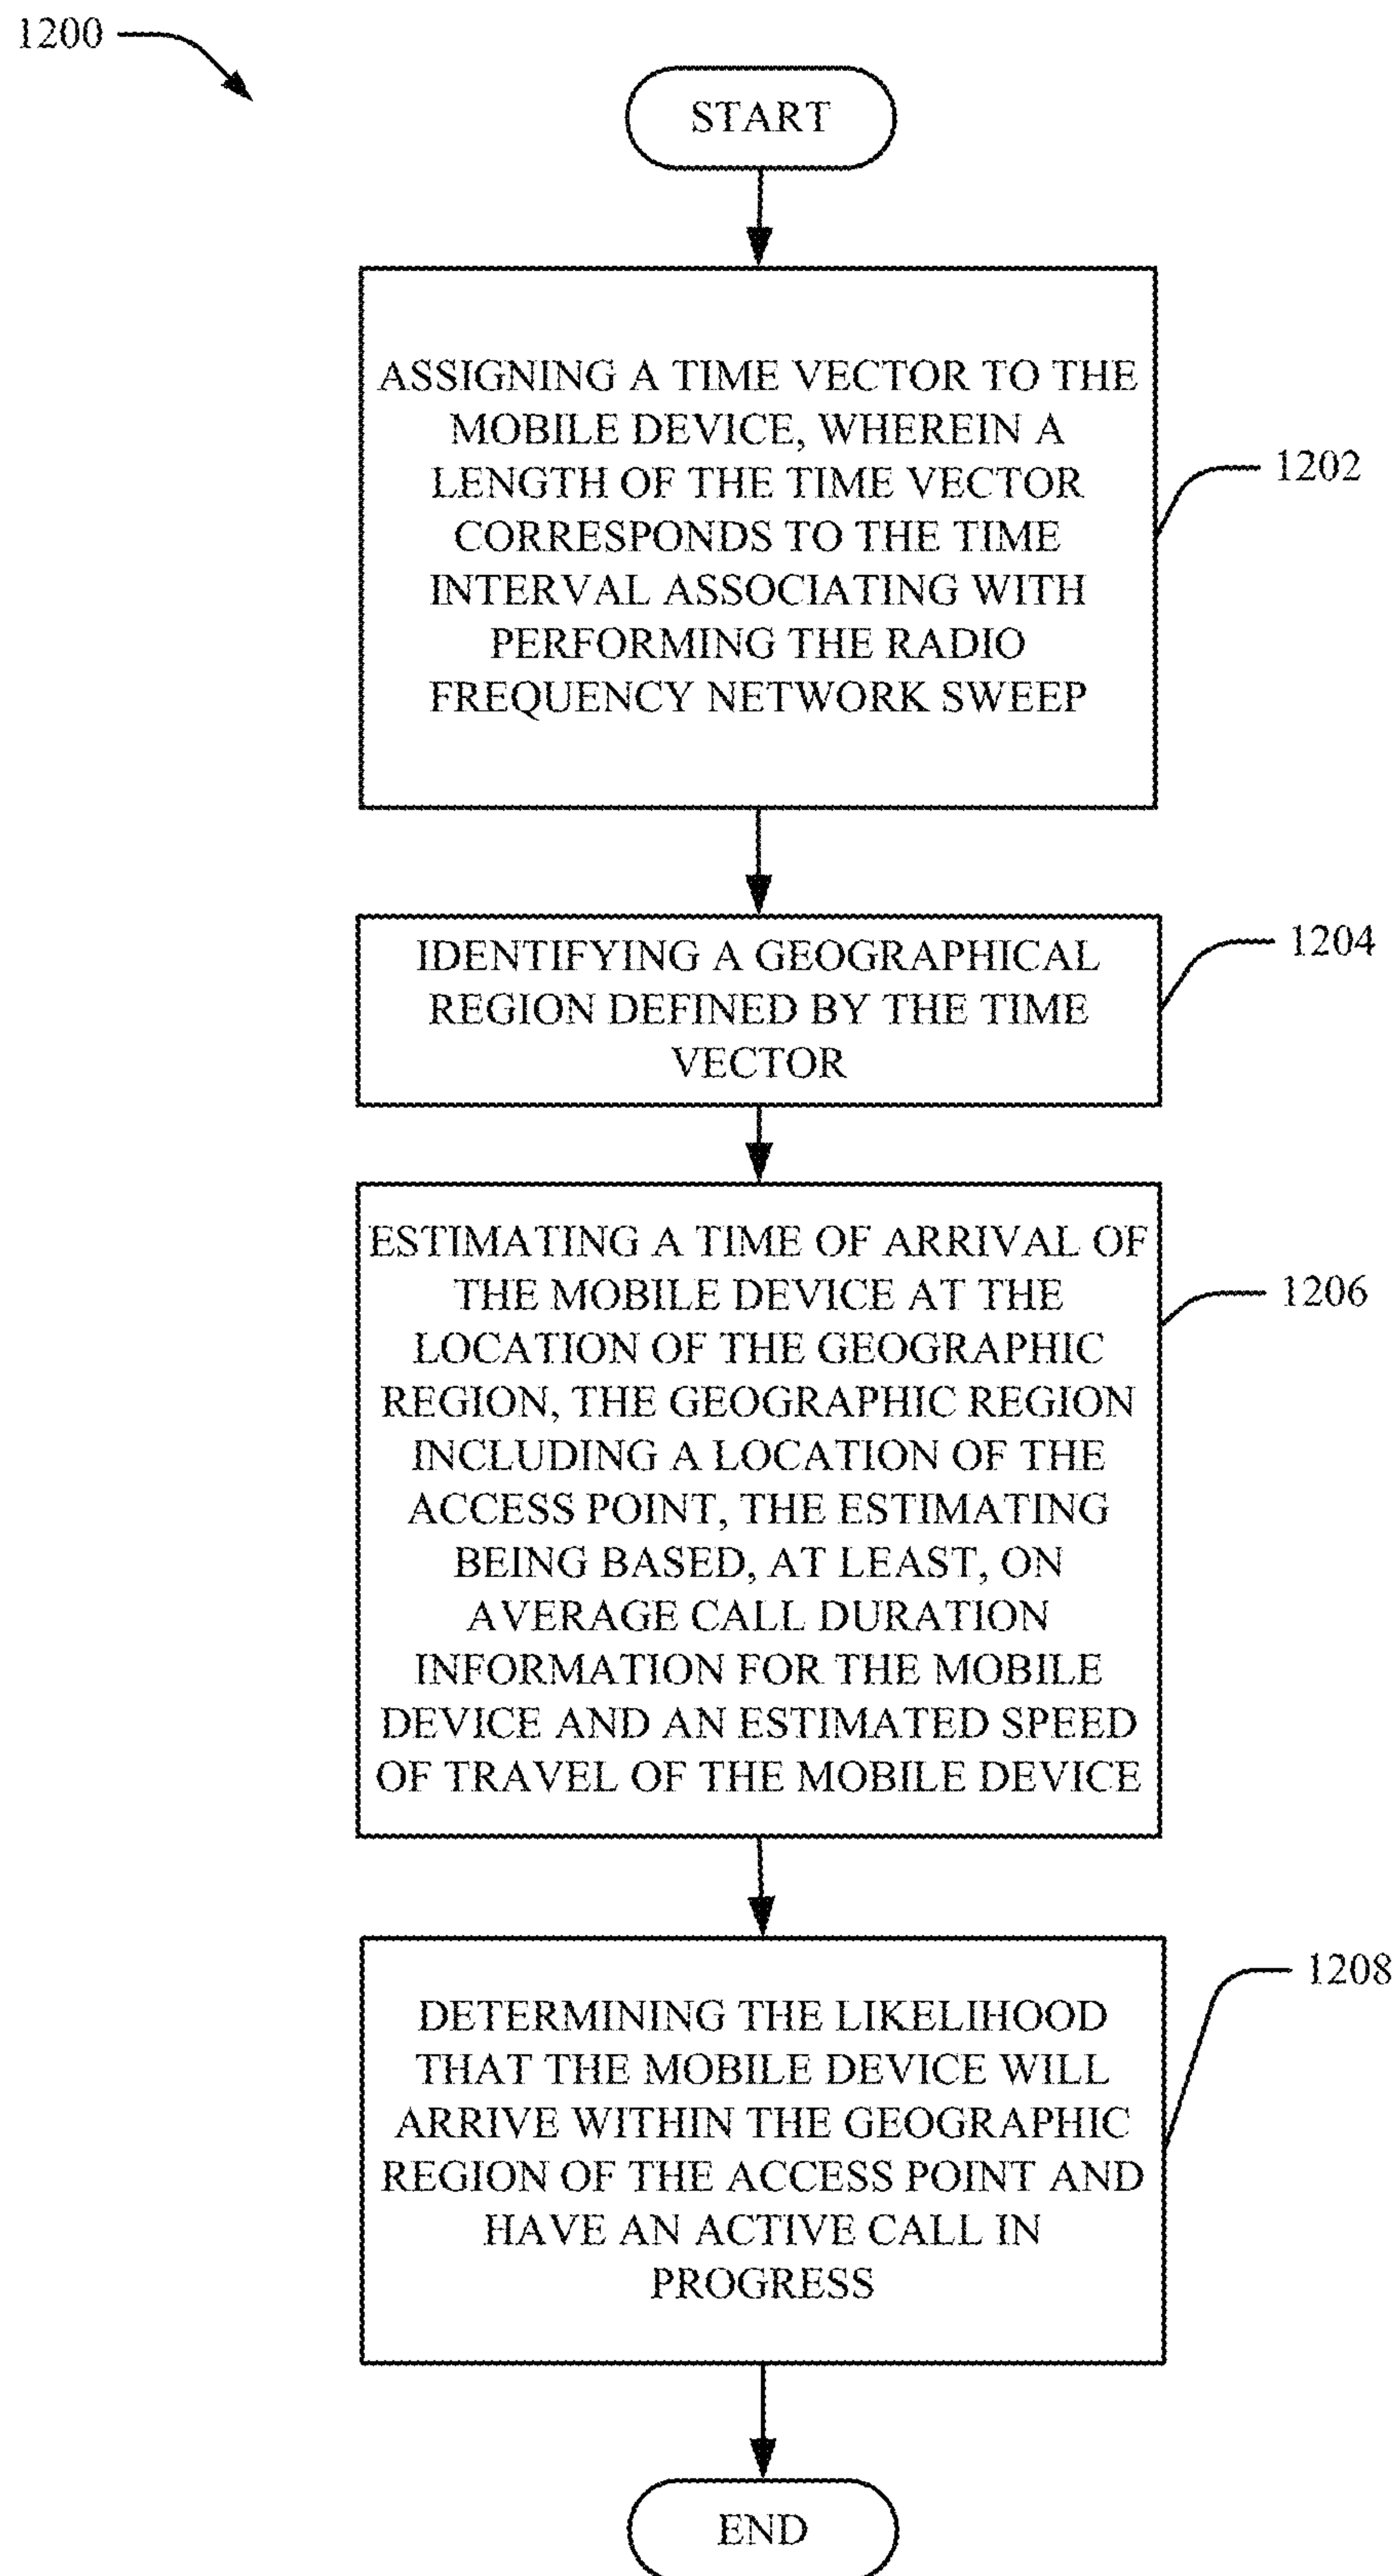 1200
START
ASSIGNING A TIME VECTOR TO THE
MOBILE DEVICE, WHEREIN A
LENGTH OF THE TIME VECTOR
CORRESPONDS TO THE TIME
INTERVAL ASSOCIATING WITH
PERFORMING THE RADIO
FREQUENCY NETWORK SWEEP
1202
IDENTIFYING A GEOGRAPHICAL
REGION DEFINED BY THE TIME
VECTOR
1204
ESTIMATING A TIME OF ARRIVAL OF
THE MOBILE DEVICE AT THE
LOCATION OF THE GEOGRAPHIC
REGION, THE GEOGRAPHIC REGION
INCLUDING A LOCATION OF THE
ACCESS POINT, THE ESTIMATING
BEING BASED, AT LEAST, ON
AVERAGE CALL DURATION
INFORMATION FOR THE MOBILE
DEVICE AND AN ESTIMATED SPEED
OF TRAVEL OF THE MOBILE DEVICE
1206
DETERMINING THE LIKELIHOOD
THAT THE MOBILE DEVICE WILL
ARRIVE WITHIN THE GEOGRAPHIC
REGION OF THE ACCESS POINT AND
HAVE AN ACTIVE CALL IN
PROGRESS
1208
END